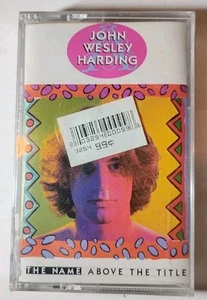 JOHN
WESLEY
HARDING
3254 99¢
THE NAME ABOVE THE TITLE